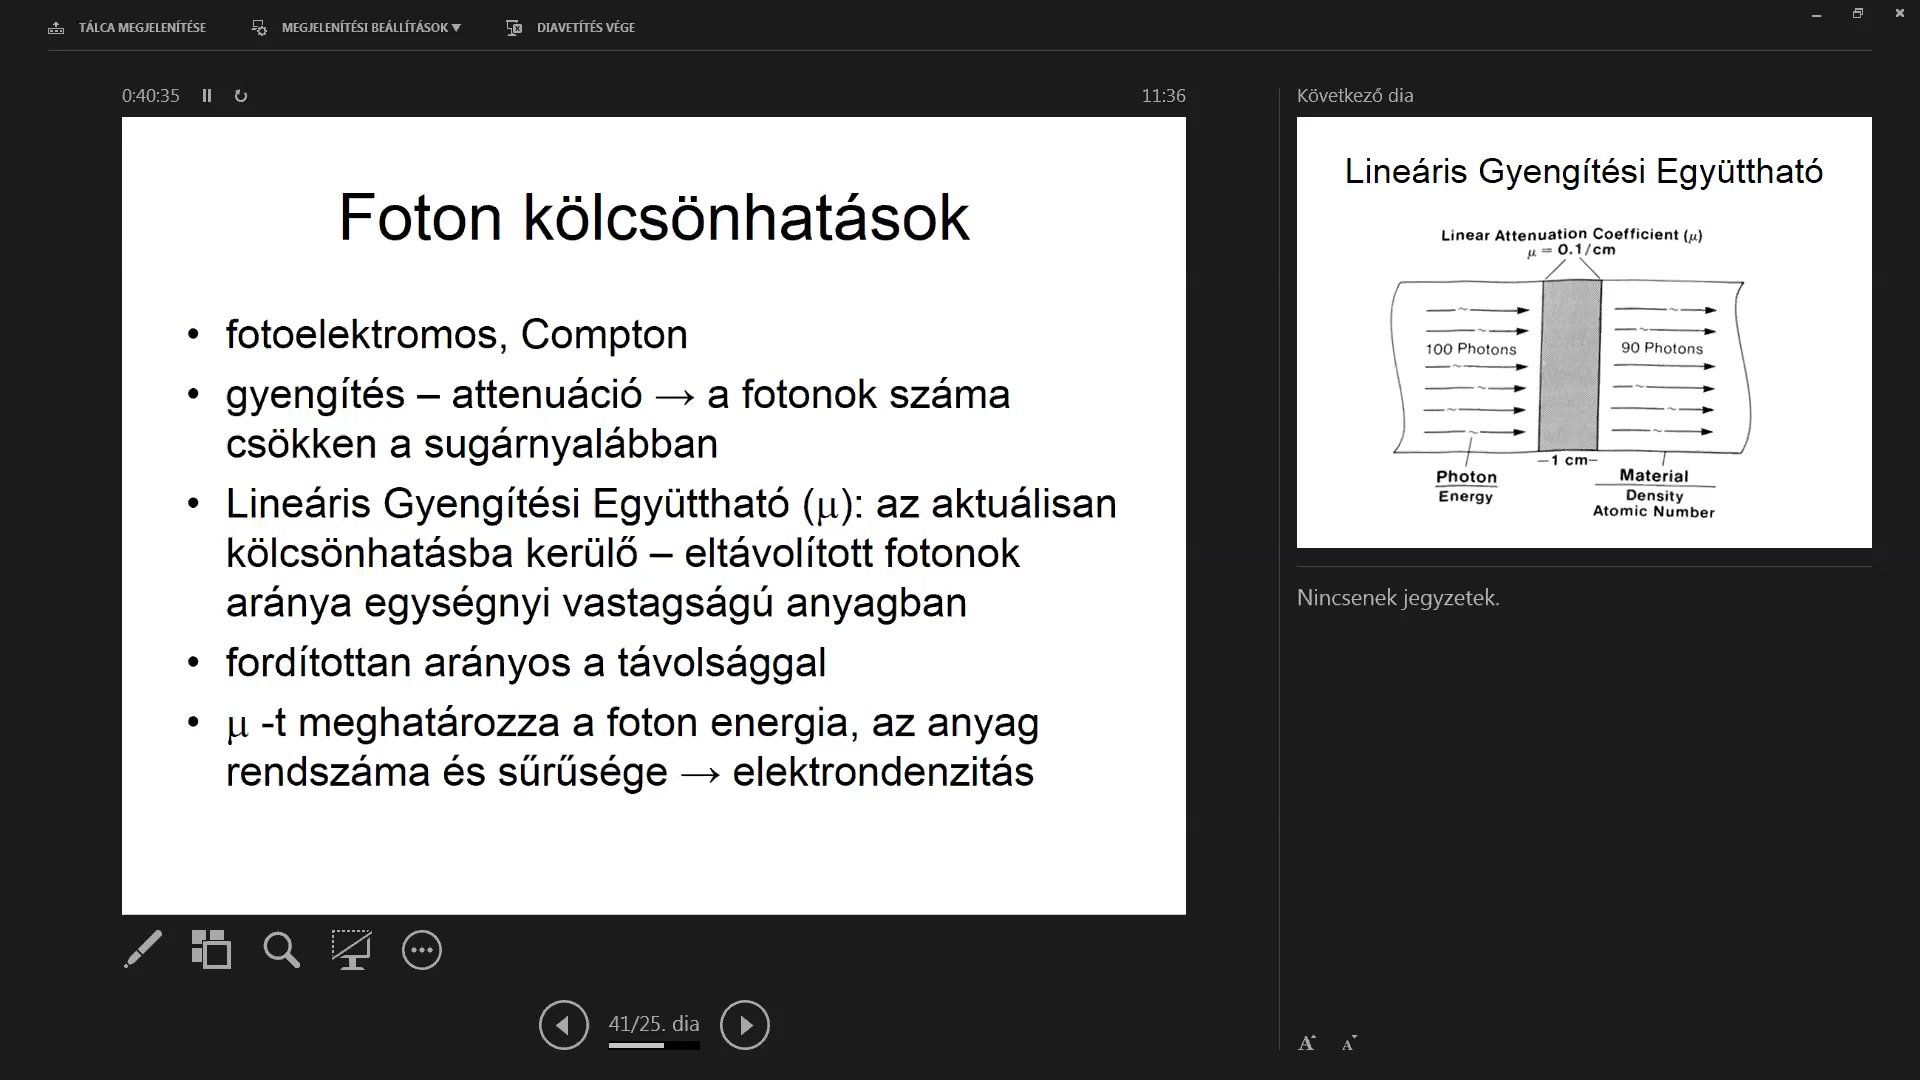 TÁLCA MEGJELENÍTÉSE
MEGJELENÍTÉSI BEÁLLÍTÁSOK ▼
DIAVETÍTÉS VÉGE
0:40:35
11:36
Foton kölcsönhatások
• fotoelektromos, Compton
• gyengítés – attenuáció → a fotonok száma
csökken a sugárnyalábban
• Lineáris Gyengítési Együttható (μ): az aktuálisan
kölcsönhatásba kerülő – eltávolított fotonok
aránya egységnyi vastagságú anyagban
• fordítottan arányos a távolsággal
• μ -t meghatározza a foton energia, az anyag
rendszáma és sűrűsége → elektrondenzitás
41/25. dia
Következő dia
Lineáris Gyengítési Együttható
Linear Attenuation Coefficient (μ)
μ = 0.1/cm
100 Photons
90 Photons
–1 cm–
Photon
Energy
Material
Density
Atomic Number
Nincsenek jegyzetek.
A A